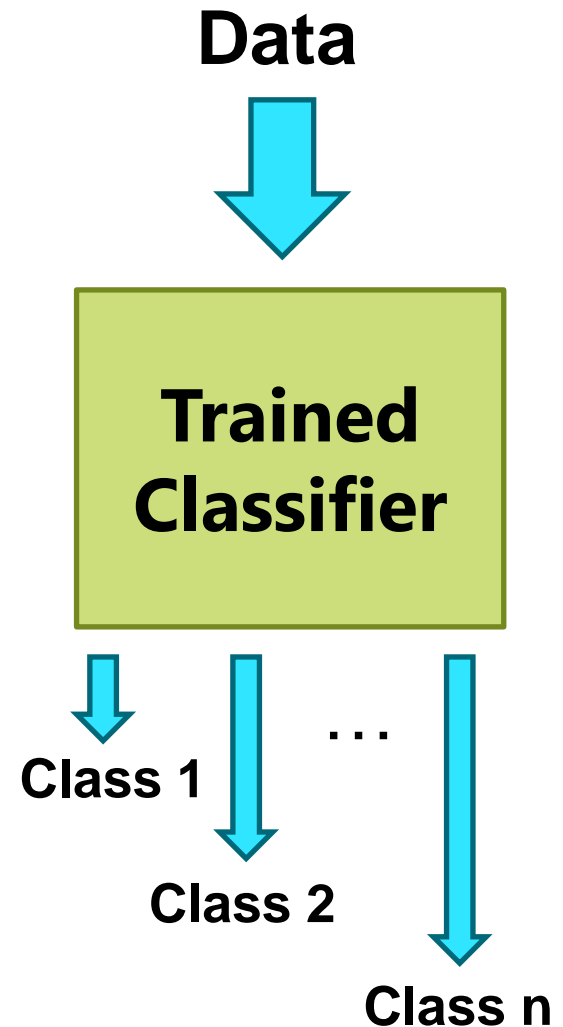 Data
Trained
Classifier
...
Class 1
Class 2
Class n